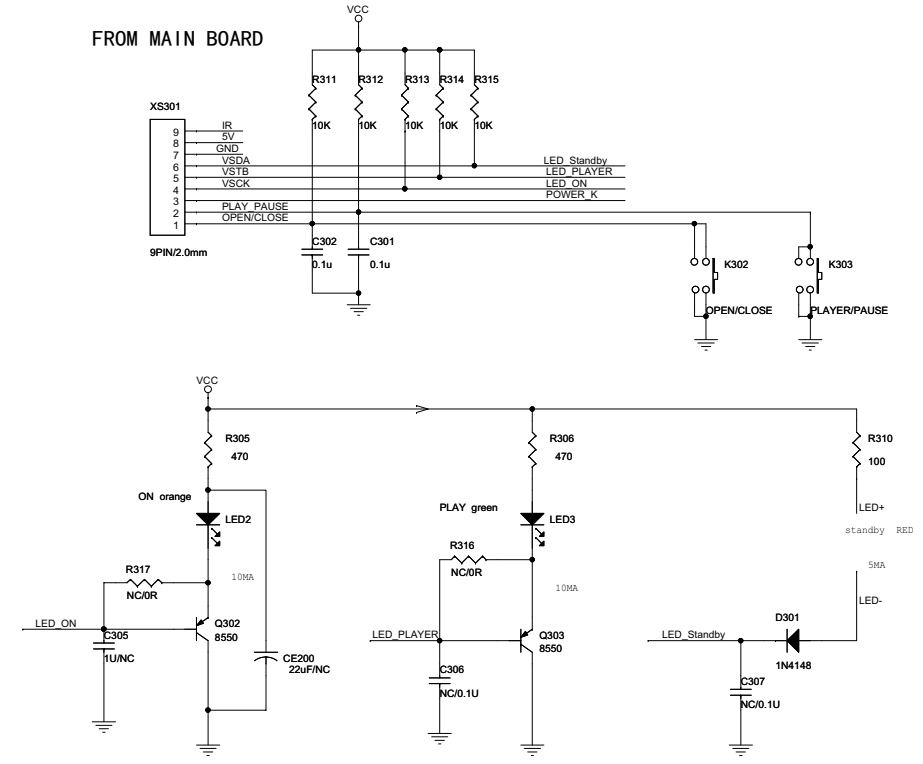 VCC
FROM MAIN BOARD
R311 R312 R313 R314 R315
10K 10K 10K 10K 10K
XS301
9 IR
8 5V
7 GND
6 VSDA LED_Standby
5 VSTB LED_PLAYER
4 VSCK LED_ON
3 POWER_K
2 PLAY_PAUSE
1 OPEN/CLOSE
9PIN/2.0mm
C302 C301
0.1u 0.1u
K302 K303
OPEN/CLOSE PLAYER/PAUSE
VCC
R305 R306 R310
470 470 100
ON orange
LED2
PLAY green
LED3
LED+
standby RED
5MA
LED-
R317
NC/0R
10MA
R316
NC/0R
10MA
LED_ON
C305
1U/NC
Q302
8550
CE200
22uF/NC
LED_PLAYER
Q303
8550
C306
NC/0.1U
LED_Standby
D301
1N4148
C307
NC/0.1U